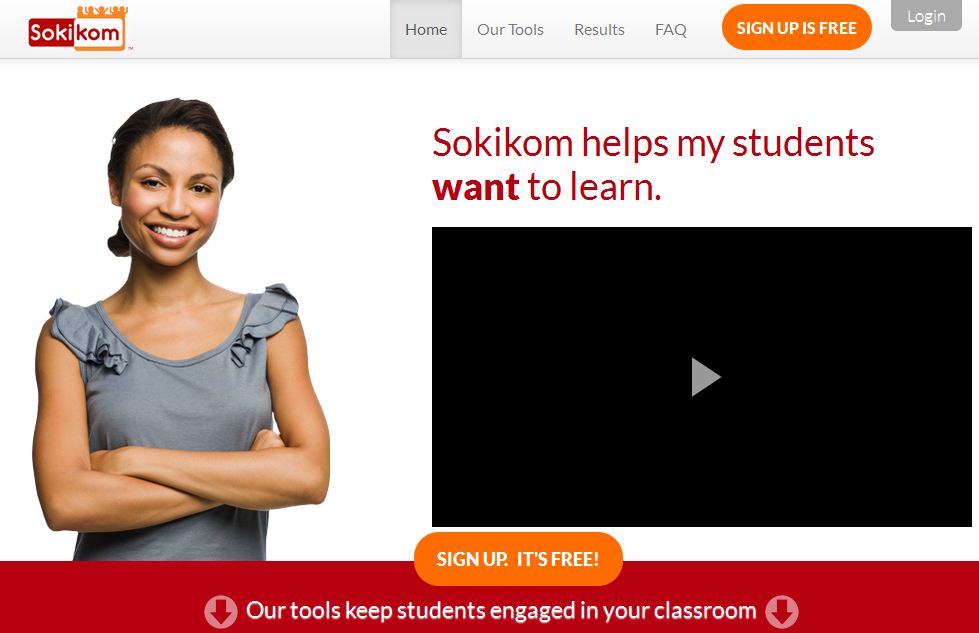 Sokikom™
Home
Our Tools
Results
FAQ
SIGN UP IS FREE
Login
Sokikom helps my students
want to learn.
SIGN UP. IT'S FREE!
Our tools keep students engaged in your classroom